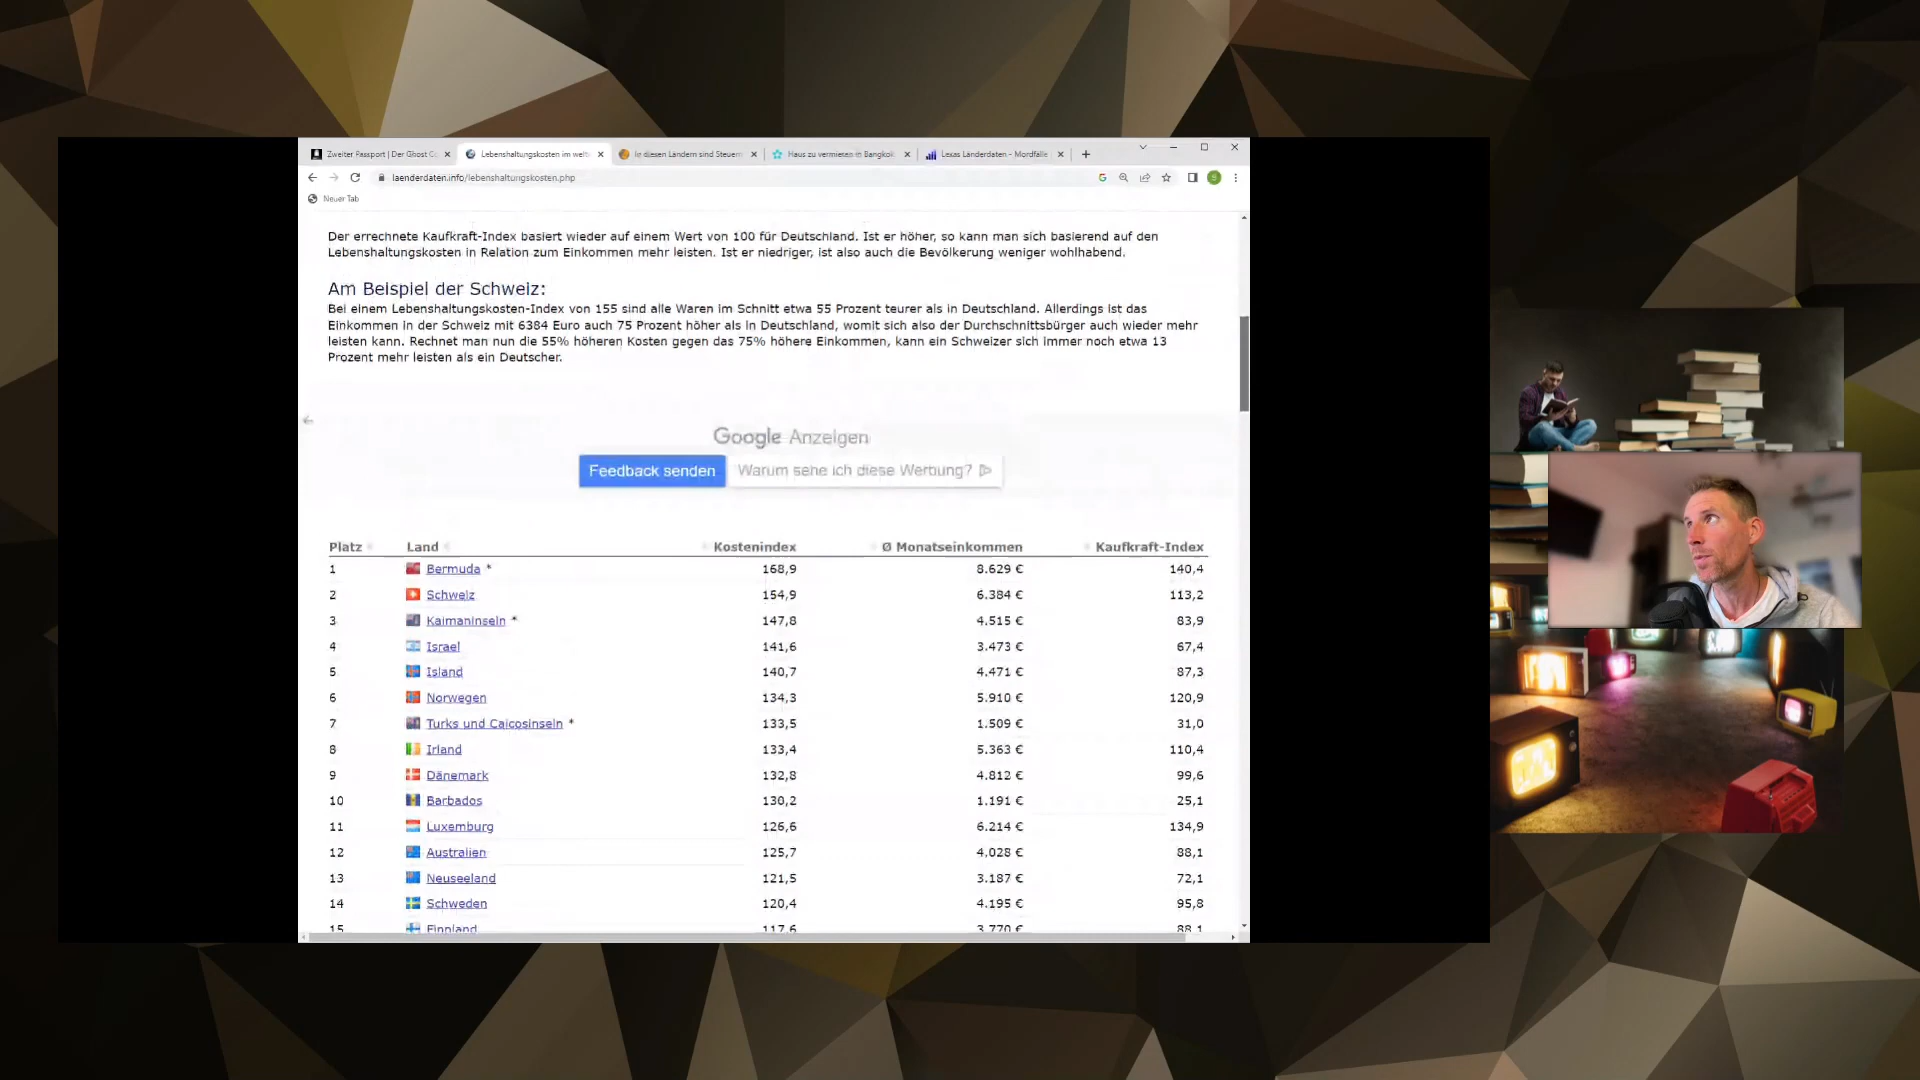 Zweiter Passport | Der Ghost Co
Lebenshaltungskosten im welt
In diesen Ländern sind Steuern
Haus zu vermieten in Bangkok
Lexas Länderdaten - Mordfälle
laenderdaten.info/lebenshaltungskosten.php
Neuer Tab
Der errechnete Kaufkraft-Index basiert wieder auf einem Wert von 100 für Deutschland. Ist er höher, so kann man sich basierend auf den
Lebenshaltungskosten in Relation zum Einkommen mehr leisten. Ist er niedriger, ist also auch die Bevölkerung weniger wohlhabend.
Am Beispiel der Schweiz:
Bei einem Lebenshaltungskosten-Index von 155 sind alle Waren im Schnitt etwa 55 Prozent teurer als in Deutschland. Allerdings ist das
Einkommen in der Schweiz mit 6384 Euro auch 75 Prozent höher als in Deutschland, womit sich also der Durchschnittsbürger auch wieder mehr
leisten kann. Rechnet man nun die 55% höheren Kosten gegen das 75% höhere Einkommen, kann ein Schweizer sich immer noch etwa 13
Prozent mehr leisten als ein Deutscher.
Google Anzeigen
Feedback senden Warum sehe ich diese Werbung?
Platz Land Kostenindex Ø Monatseinkommen Kaufkraft-Index
1 Bermuda * 168,9 8.629 € 140,4
2 Schweiz 154,9 6.384 € 113,2
3 Kaimaninseln * 147,8 4.515 € 83,9
4 Israel 141,6 3.473 € 67,4
5 Island 140,7 4.471 € 87,3
6 Norwegen 134,3 5.910 € 120,9
7 Turks und Caicosinseln * 133,5 1.509 € 31,0
8 Irland 133,4 5.363 € 110,4
9 Dänemark 132,8 4.812 € 99,6
10 Barbados 130,2 1.191 € 25,1
11 Luxemburg 126,6 6.214 € 134,9
12 Australien 125,7 4.028 € 88,1
13 Neuseeland 121,5 3.187 € 72,1
14 Schweden 120,4 4.195 € 95,8
15 Finnland 117,6 3.770 € 88,1